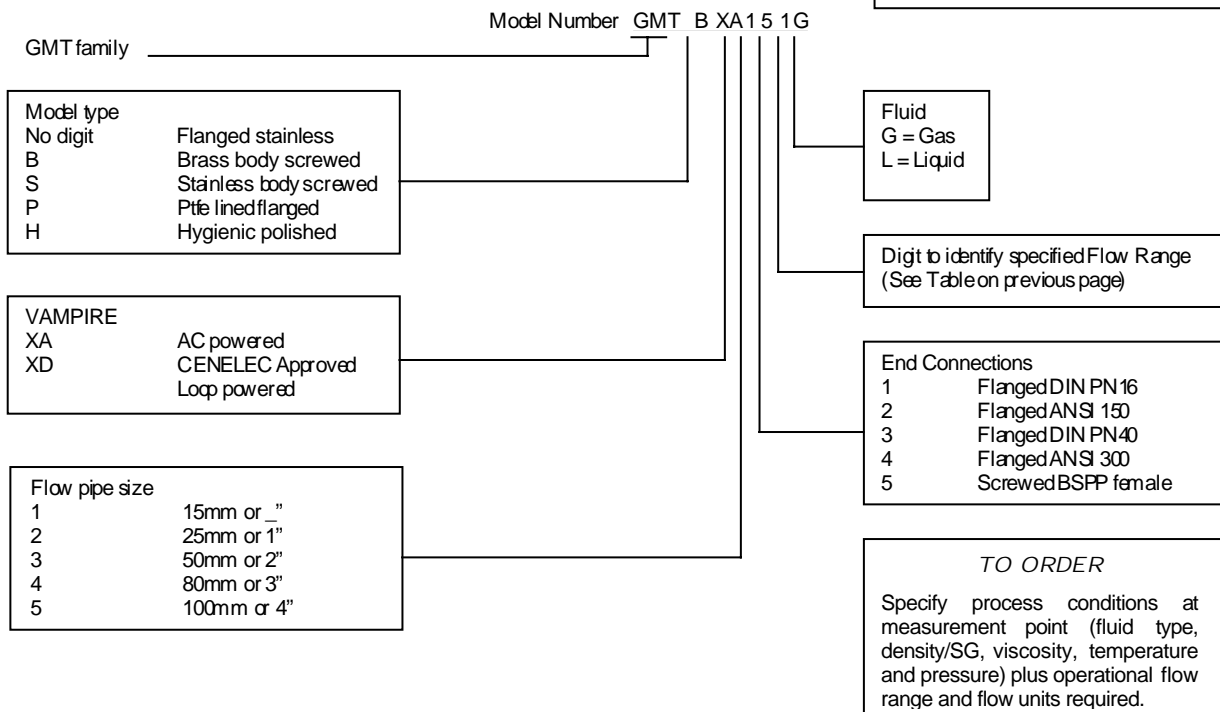 Model Number GMT B XA 1 5 1 G
GMT family
Model type
No digit Flanged stainless
B Brass body screwed
S Stainless body screwed
P Ptfe lined flanged
H Hygienic polished
VAMPIRE
XA AC powered
XD CENELEC Approved
Loop powered
Flow pipe size
1 15mm or _”
2 25mm or 1”
3 50mm or 2”
4 80mm or 3”
5 100mm or 4”
Fluid
G = Gas
L = Liquid
Digit to identify specified Flow Range
(See Table on previous page)
End Connections
1 Flanged DIN PN16
2 Flanged ANSI 150
3 Flanged DIN PN40
4 Flanged ANSI 300
5 Screwed BSPP female
TO ORDER
Specify process conditions at
measurement point (fluid type,
density/SG, viscosity, temperature
and pressure) plus operational flow
range and flow units required.